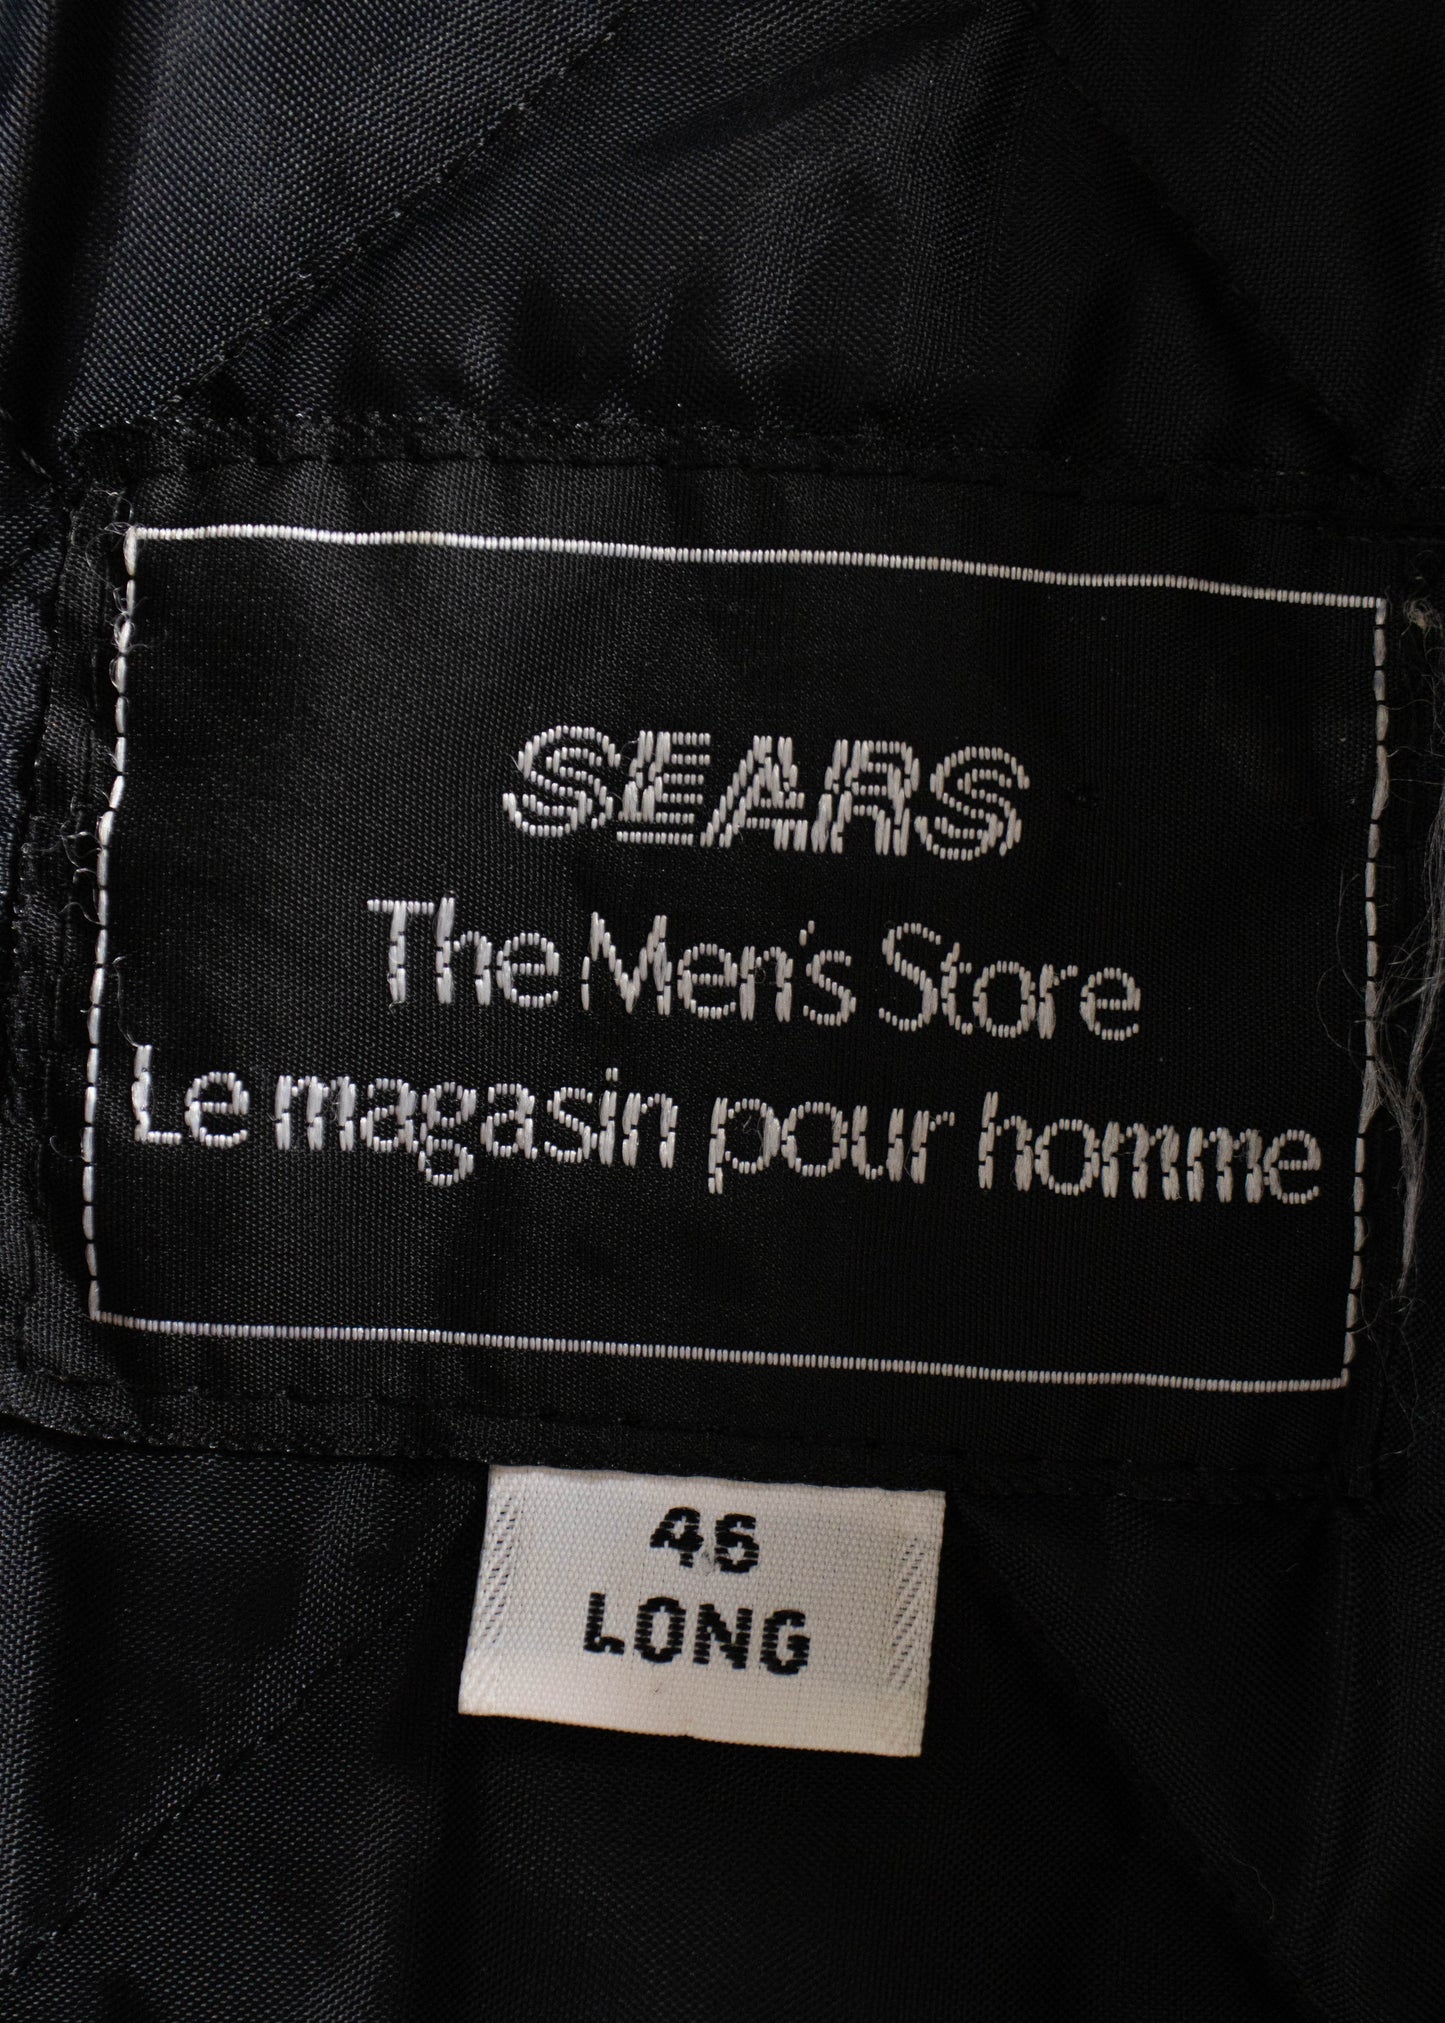 SEARS
The Men's Store
Le magasin pour homme
46
LONG